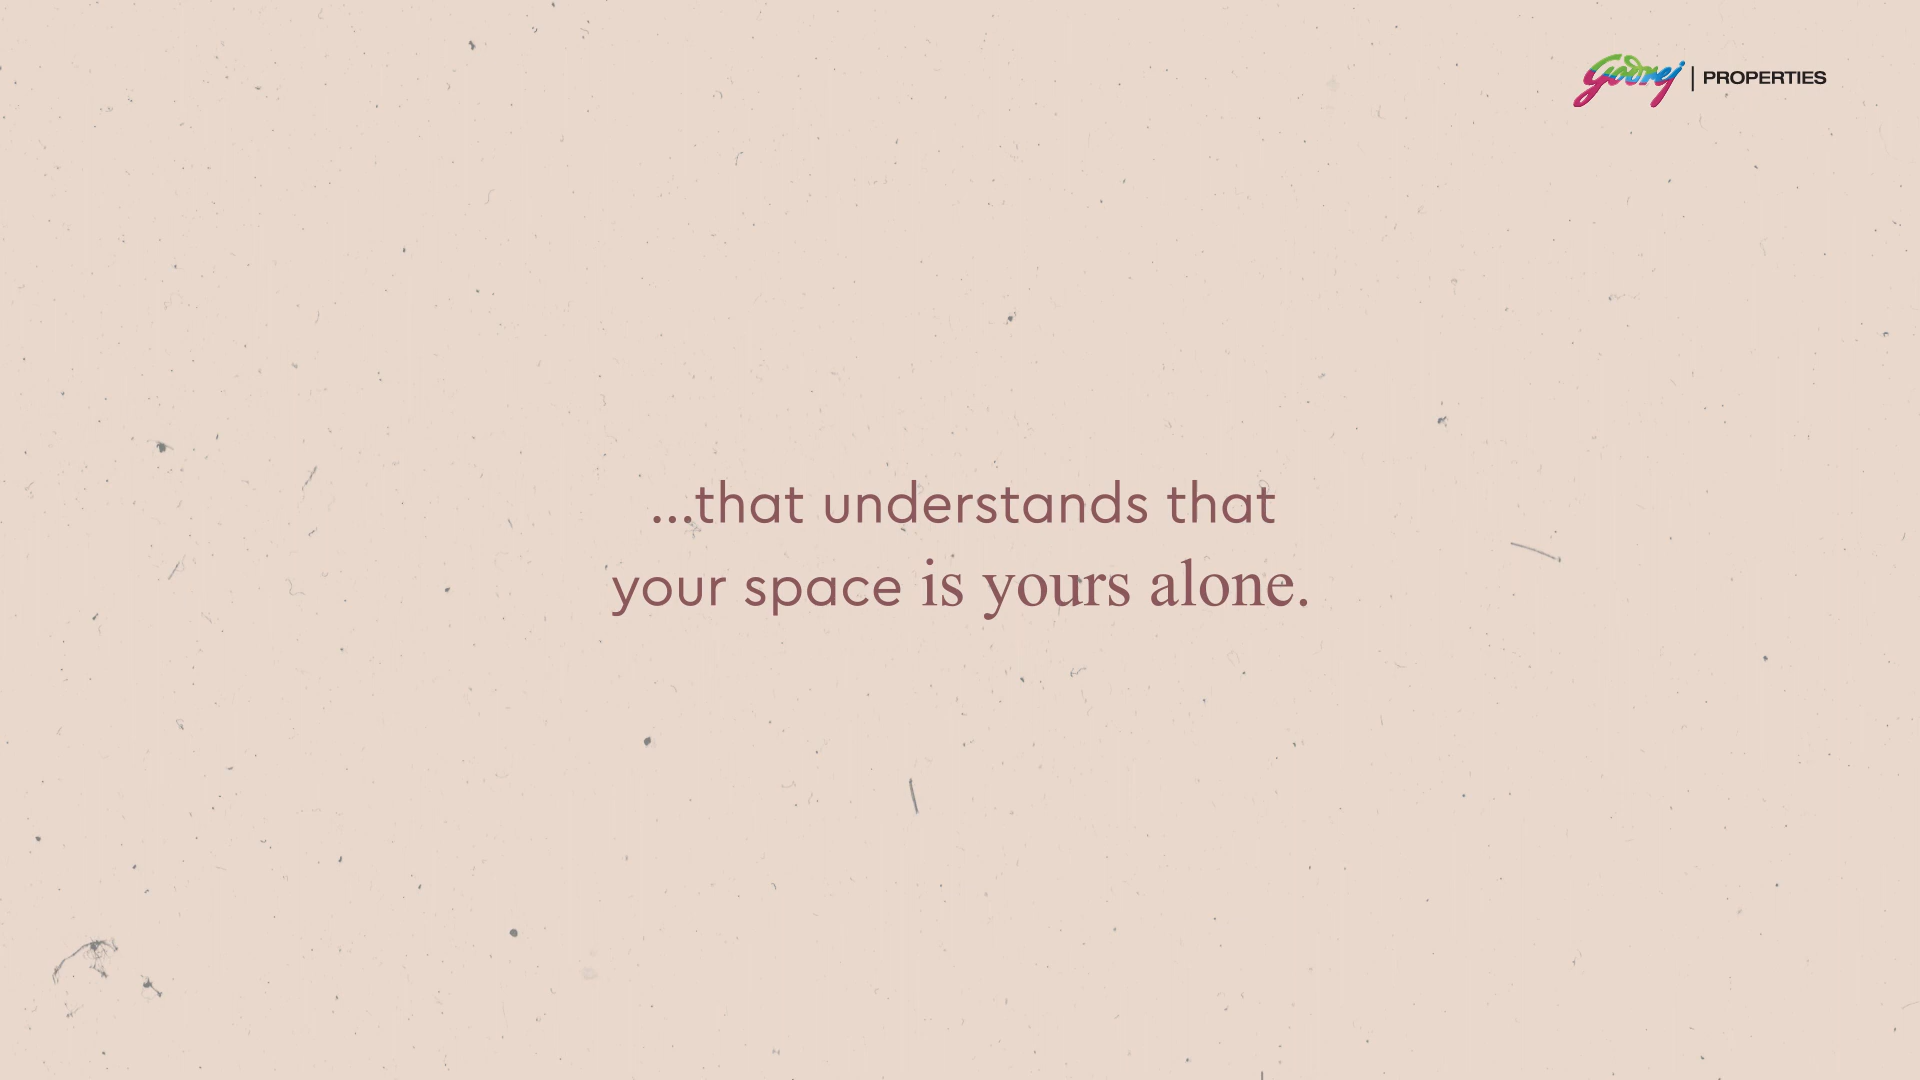 godrej | PROPERTIES
...that understands that
your space is yours alone.